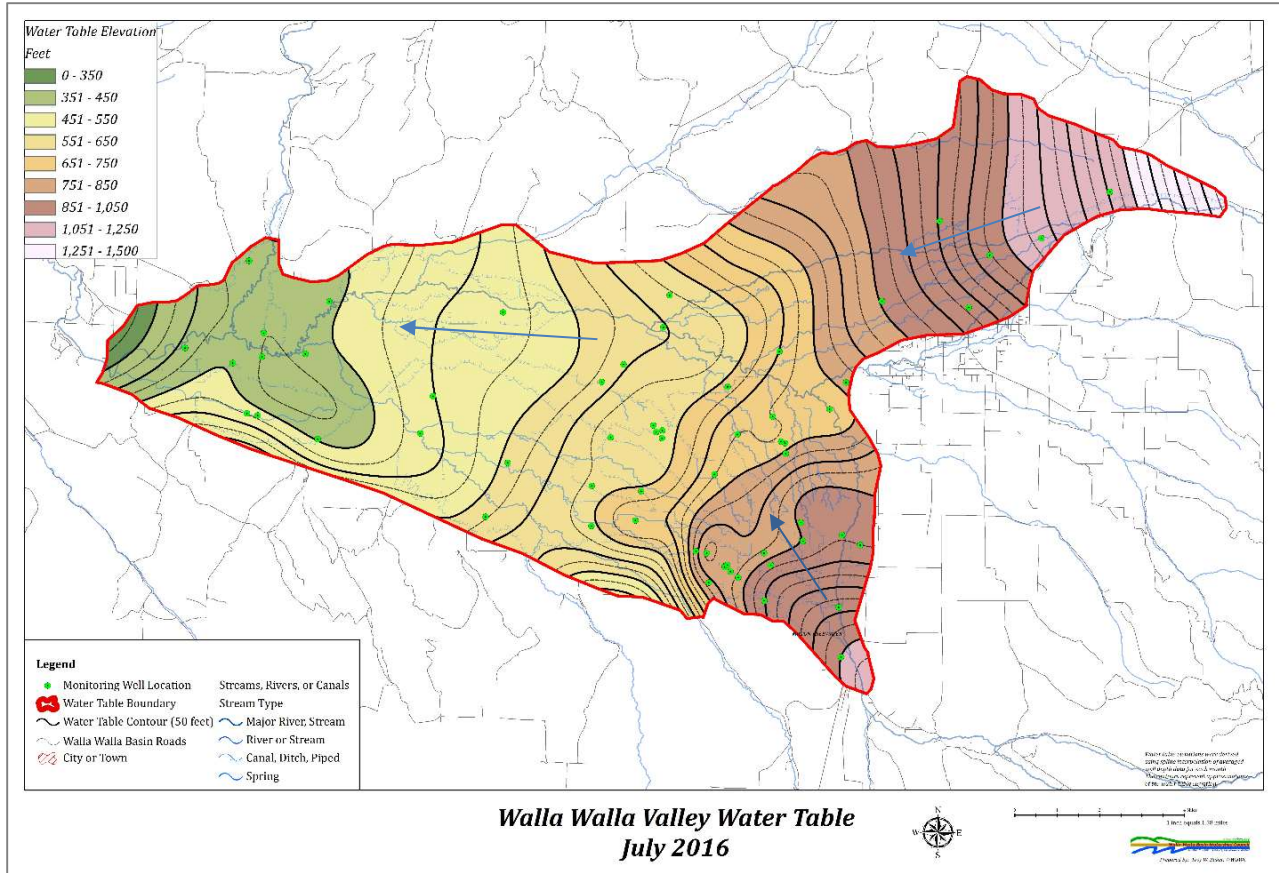 Water Table Elevation
Feet
0 - 350
351 - 450
451 - 550
551 - 650
651 - 750
751 - 850
851 - 1,050
1,051 - 1,250
1,251 - 1,500
Legend
Monitoring Well Location
Water Table Boundary
Water Table Contour (50 feet)
Walla Walla Basin Roads
City or Town
Streams, Rivers, or Canals
Stream Type
Major River, Stream
River or Stream
Canal, Ditch, Piped
Spring
Walla Walla Valley Water Table
July 2016
N
W
E
S